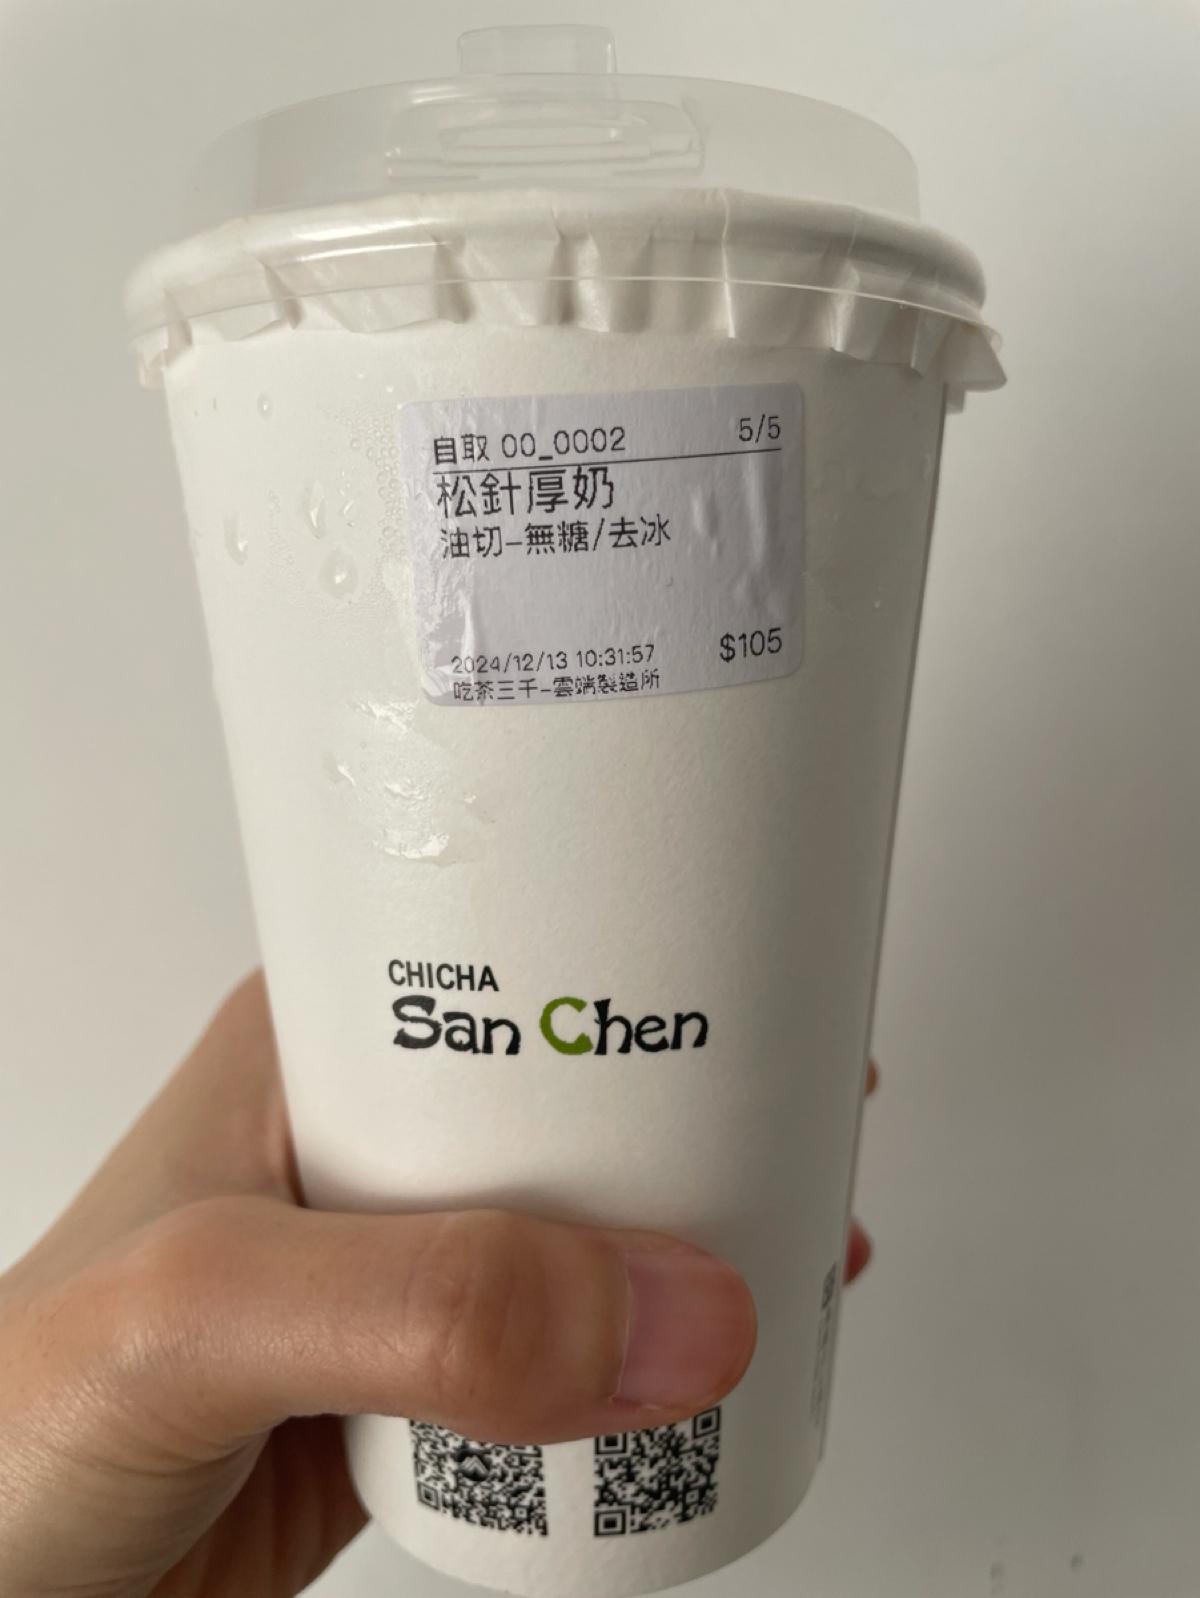 自取 00_0002 5/5
松針厚奶
油切-無糖/去冰
$105
2024/12/13 10:31:57
吃茶三千-雲端製造所
CHICHA
San Chen